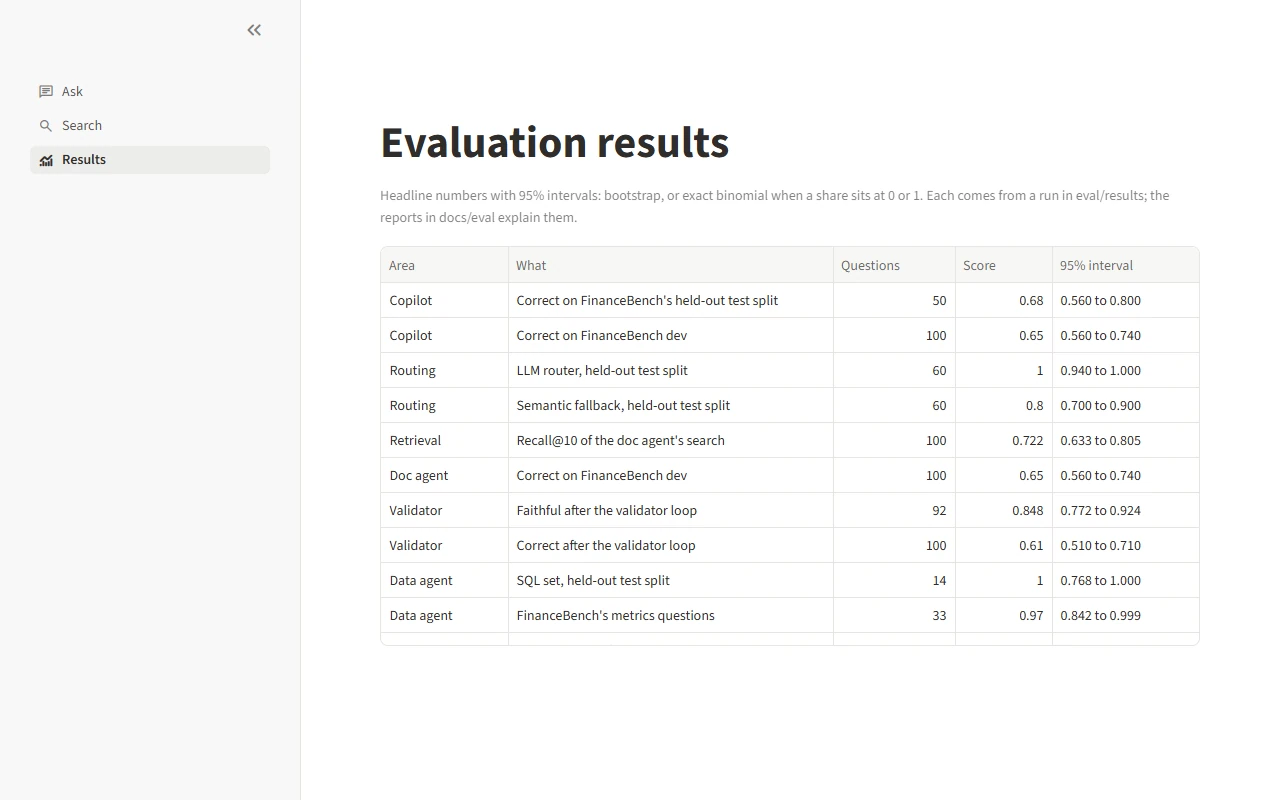 Ask
Search
Results
Evaluation results
Headline numbers with 95% intervals: bootstrap, or exact binomial when a share sits at 0 or 1. Each comes from a run in eval/results; the
reports in docs/eval explain them.
Area What Questions Score 95% interval
Copilot Correct on FinanceBench's held-out test split 50 0.68 0.560 to 0.800
Copilot Correct on FinanceBench dev 100 0.65 0.560 to 0.740
Routing LLM router, held-out test split 60 1 0.940 to 1.000
Routing Semantic fallback, held-out test split 60 0.8 0.700 to 0.900
Retrieval Recall@10 of the doc agent's search 100 0.722 0.633 to 0.805
Doc agent Correct on FinanceBench dev 100 0.65 0.560 to 0.740
Validator Faithful after the validator loop 92 0.848 0.772 to 0.924
Validator Correct after the validator loop 100 0.61 0.510 to 0.710
Data agent SQL set, held-out test split 14 1 0.768 to 1.000
Data agent FinanceBench's metrics questions 33 0.97 0.842 to 0.999